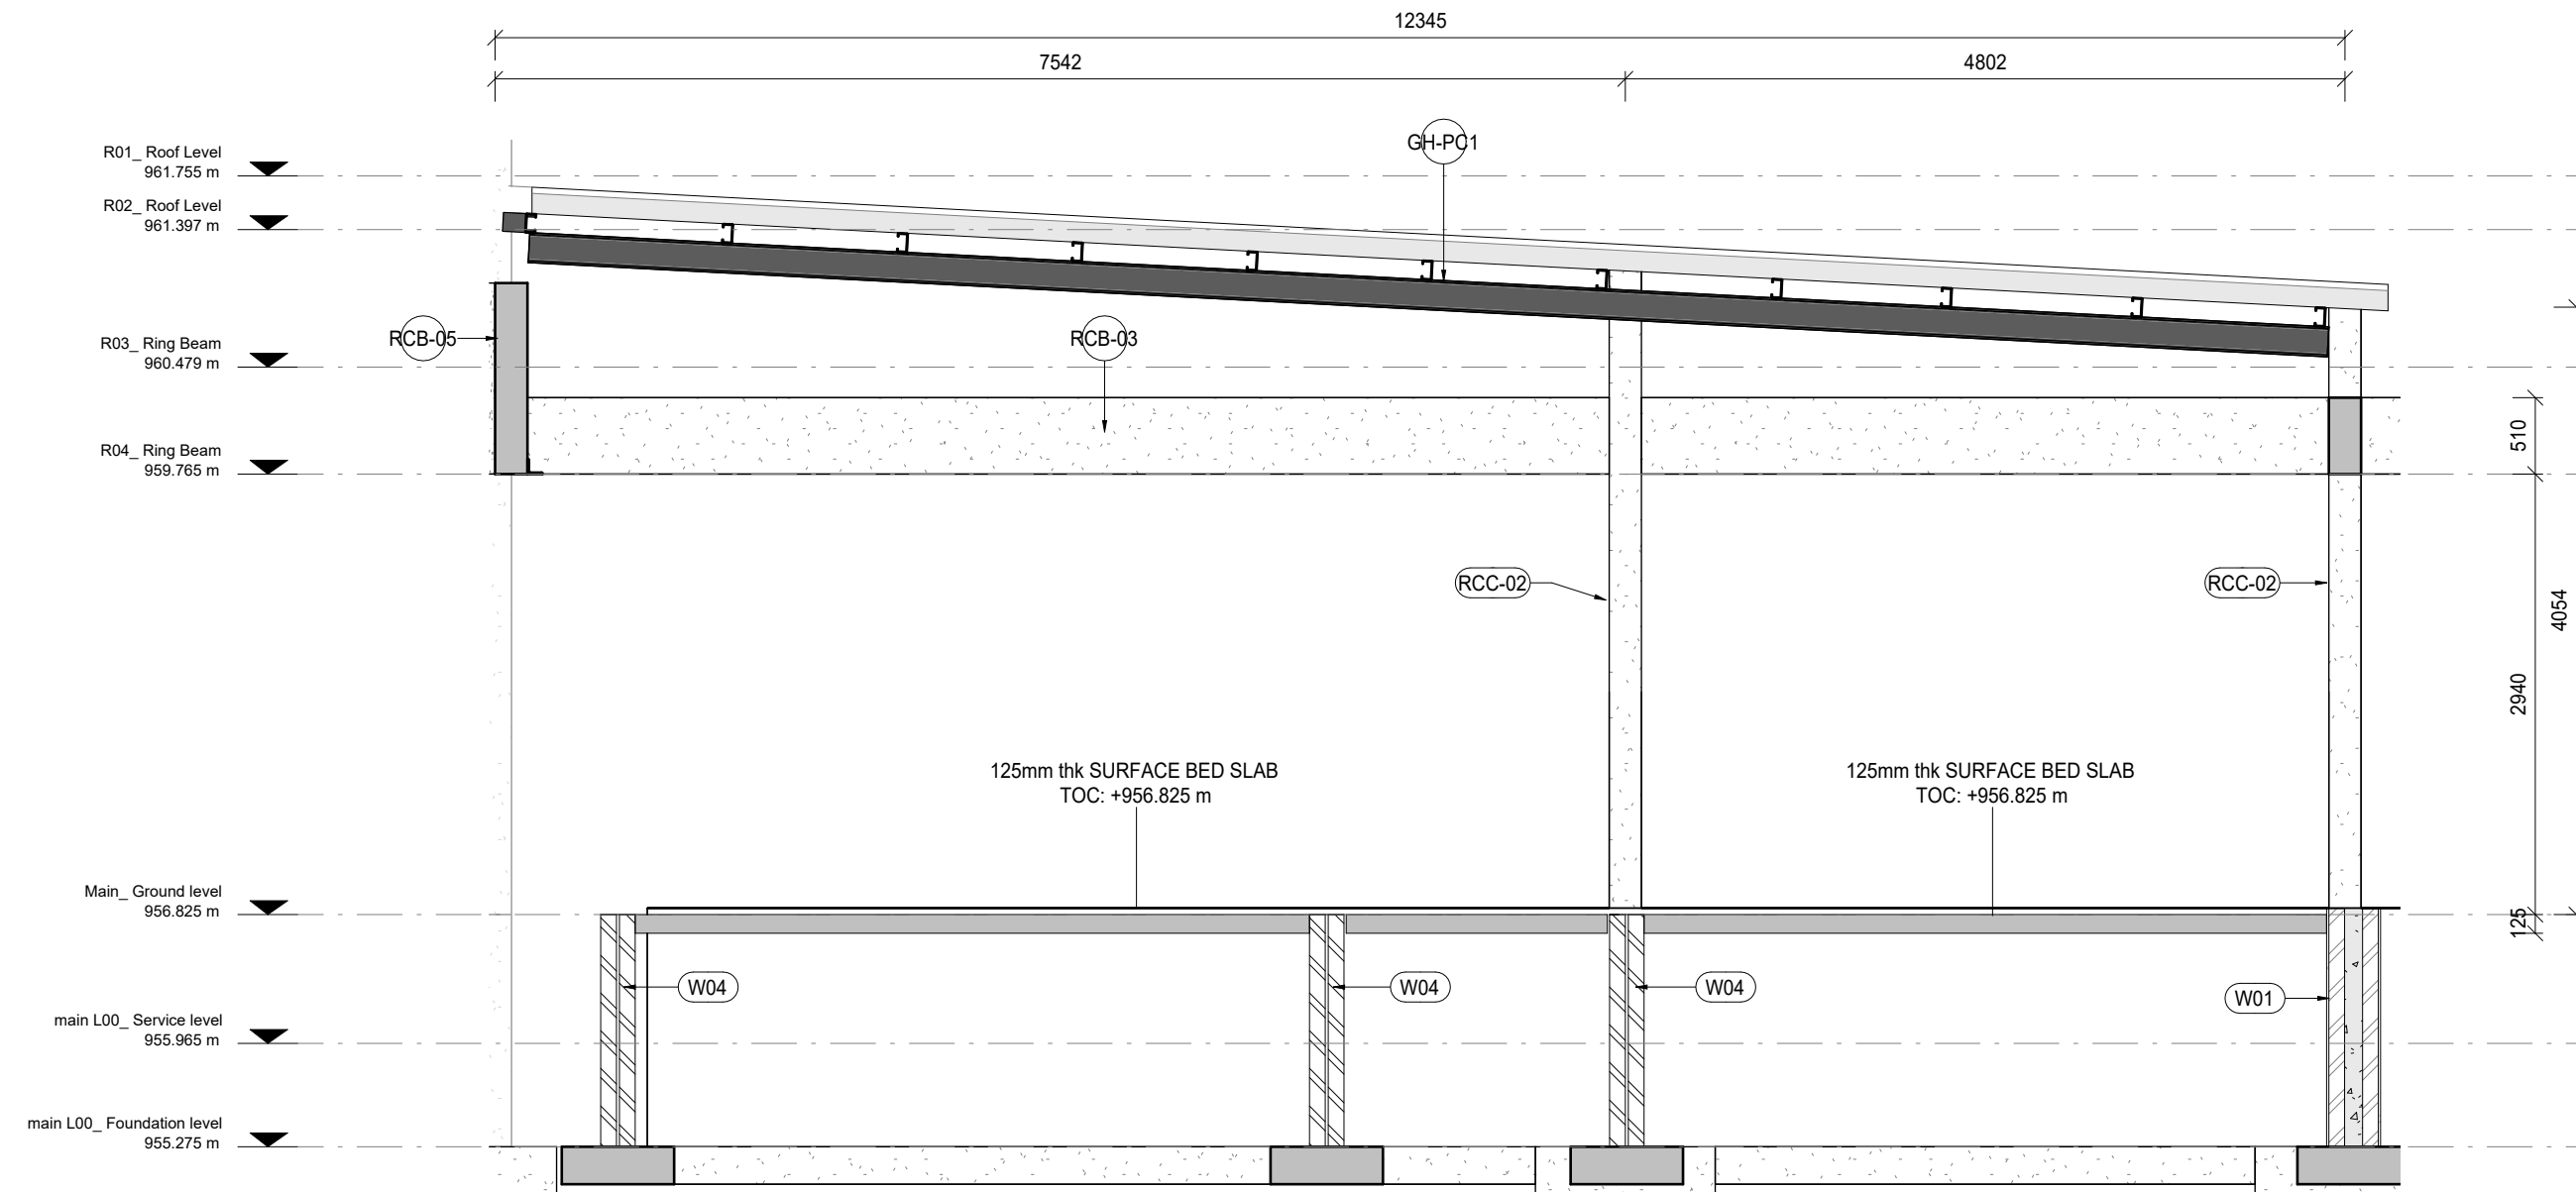 12345
7542
4802
GH-PC1
R01_ Roof Level
961.755 m
R02_ Roof Level
961.397 m
RCB-05
RCB-03
R03_ Ring Beam
960.479 m
510
R04_ Ring Beam
959.765 m
RCC-02
RCC-02
4054
2940
125mm thk SURFACE BED SLAB
TOC: +956.825 m
125mm thk SURFACE BED SLAB
TOC: +956.825 m
Main_ Ground level
956.825 m
125
W04
W04
W04
W01
main L00_ Service level
955.965 m
main L00_ Foundation level
955.275 m